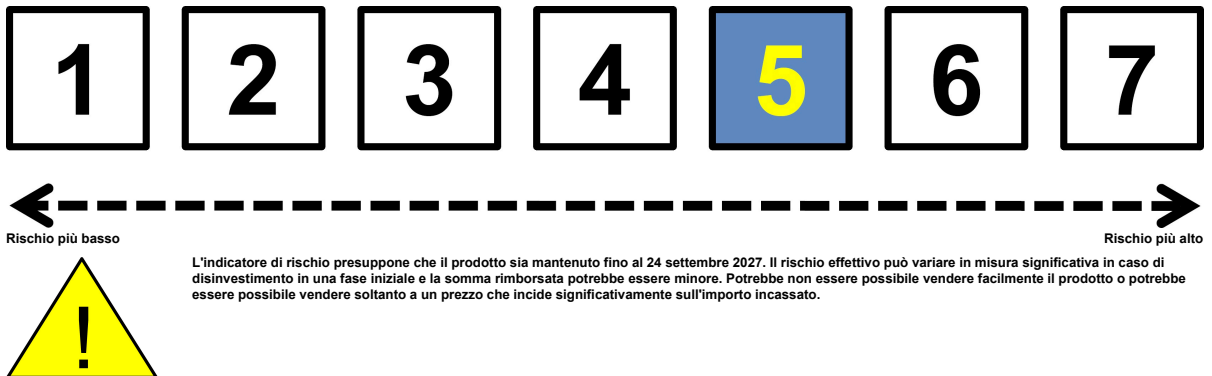 1 2 3 4 5 6 7
Rischio più basso Rischio più alto
L'indicatore di rischio presuppone che il prodotto sia mantenuto fino al 24 settembre 2027. Il rischio effettivo può variare in misura significativa in caso di
disinvestimento in una fase iniziale e la somma rimborsata potrebbe essere minore. Potrebbe non essere possibile vendere facilmente il prodotto o potrebbe
essere possibile vendere soltanto a un prezzo che incide significativamente sull'importo incassato.
!